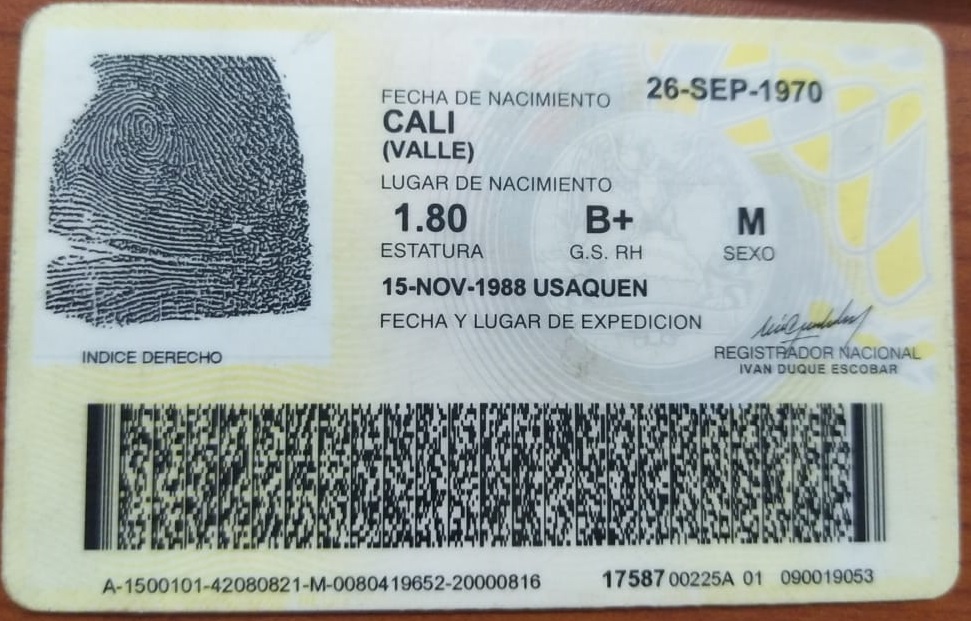 FECHA DE NACIMIENTO 26-SEP-1970
CALI
(VALLE)
LUGAR DE NACIMIENTO
1.80 B+ M
ESTATURA G.S. RH SEXO
15-NOV-1988 USAQUEN
FECHA Y LUGAR DE EXPEDICION
INDICE DERECHO
REGISTRADOR NACIONAL
IVAN DUQUE ESCOBAR
A-1500101-42080821-M-0080419652-20000816
17587 00225A 01 090019053